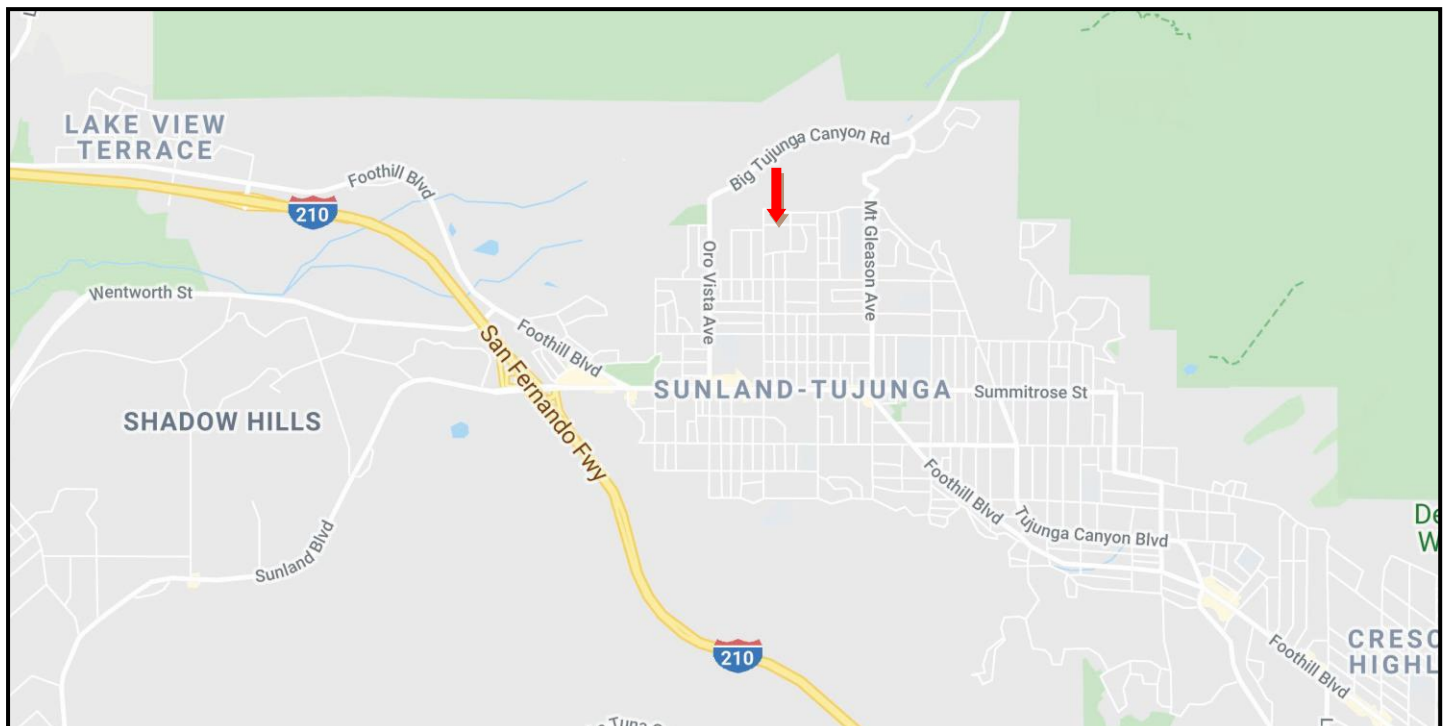 LAKE VIEW
TERRACE
Foothill Blvd
210
Big Tujunga Canyon Rd
Wentworth St
Oro Vista Ave
Mt Gleason Ave
Foothill Blvd
San Fernando Fwy
SUNLAND-TUJUNGA
Summitrose St
SHADOW HILLS
Foothill Blvd
Tujunga Canyon Blvd
De
W
Sunland Blvd
210
CRESC
HIGHL
Foothill Blvd
Tuna